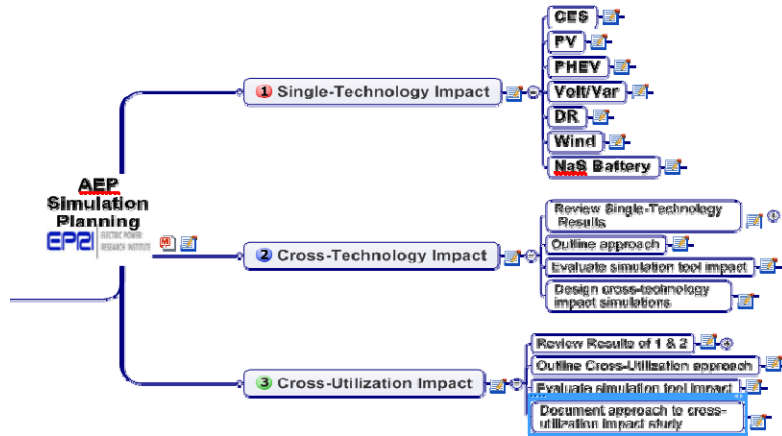 CES
PV
PHEV
1 Single-Technology Impact
Volt/Var
DR
Wind
NaS Battery
AEP
Simulation
Planning
EPRI ELECTRIC POWER
RESEARCH INSTITUTE
Review Single-Technology
Results
2 Cross-Technology Impact
Outline approach
Evaluate simulation tool impact
Design cross-technology
impact simulations
Review Results of 1 & 2
Outline Cross-Utilization approach
3 Cross-Utilization Impact
Evaluate simulation tool impact
Document approach to cross-
utilization impact study